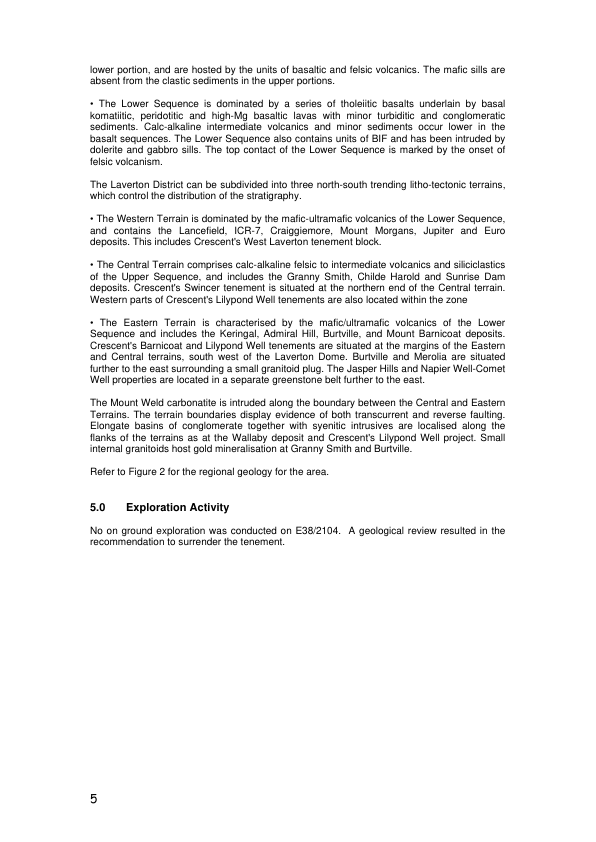 lower portion, and are hosted by the units of basaltic and felsic volcanics. The mafic sills are
absent from the clastic sediments in the upper portions.
• The Lower Sequence is dominated by a series of tholeiitic basalts underlain by basal
komatiitic, peridotitic and high-Mg basaltic lavas with minor turbiditic and conglomeratic
sediments. Calc-alkaline intermediate volcanics and minor sediments occur lower in the
basalt sequences. The Lower Sequence also contains units of BIF and has been intruded by
dolerite and gabbro sills. The top contact of the Lower Sequence is marked by the onset of
felsic volcanism.
The Laverton District can be subdivided into three north-south trending litho-tectonic terrains,
which control the distribution of the stratigraphy.
• The Western Terrain is dominated by the mafic-ultramafic volcanics of the Lower Sequence,
and contains the Lancefield, ICR-7, Craiggiemore, Mount Morgans, Jupiter and Euro
deposits. This includes Crescent's West Laverton tenement block.
• The Central Terrain comprises calc-alkaline felsic to intermediate volcanics and siliciclastics
of the Upper Sequence, and includes the Granny Smith, Childe Harold and Sunrise Dam
deposits. Crescent's Swincer tenement is situated at the northern end of the Central terrain.
Western parts of Crescent's Lilypond Well tenements are also located within the zone
• The Eastern Terrain is characterised by the mafic/ultramafic volcanics of the Lower
Sequence and includes the Keringal, Admiral Hill, Burtville, and Mount Barnicoat deposits.
Crescent's Barnicoat and Lilypond Well tenements are situated at the margins of the Eastern
and Central terrains, south west of the Laverton Dome. Burtville and Merolia are situated
further to the east surrounding a small granitoid plug. The Jasper Hills and Napier Well-Comet
Well properties are located in a separate greenstone belt further to the east.
The Mount Weld carbonatite is intruded along the boundary between the Central and Eastern
Terrains. The terrain boundaries display evidence of both transcurrent and reverse faulting.
Elongate basins of conglomerate together with syenitic intrusives are localised along the
flanks of the terrains as at the Wallaby deposit and Crescent's Lilypond Well project. Small
internal granitoids host gold mineralisation at Granny Smith and Burtville.
Refer to Figure 2 for the regional geology for the area.
5.0 Exploration Activity
No on ground exploration was conducted on E38/2104. A geological review resulted in the
recommendation to surrender the tenement.
5